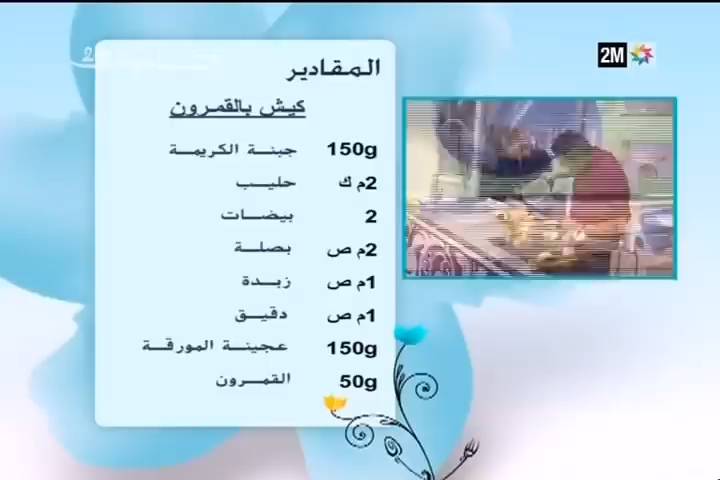 2M
المقادير
كيش بالقمرون
150g جبنة الكريمة
2م ك حليب
2 بيضات
2م ص بصلة
1م ص زبدة
1م ص دقيق
150g عجينة المورقة
50g القمرون